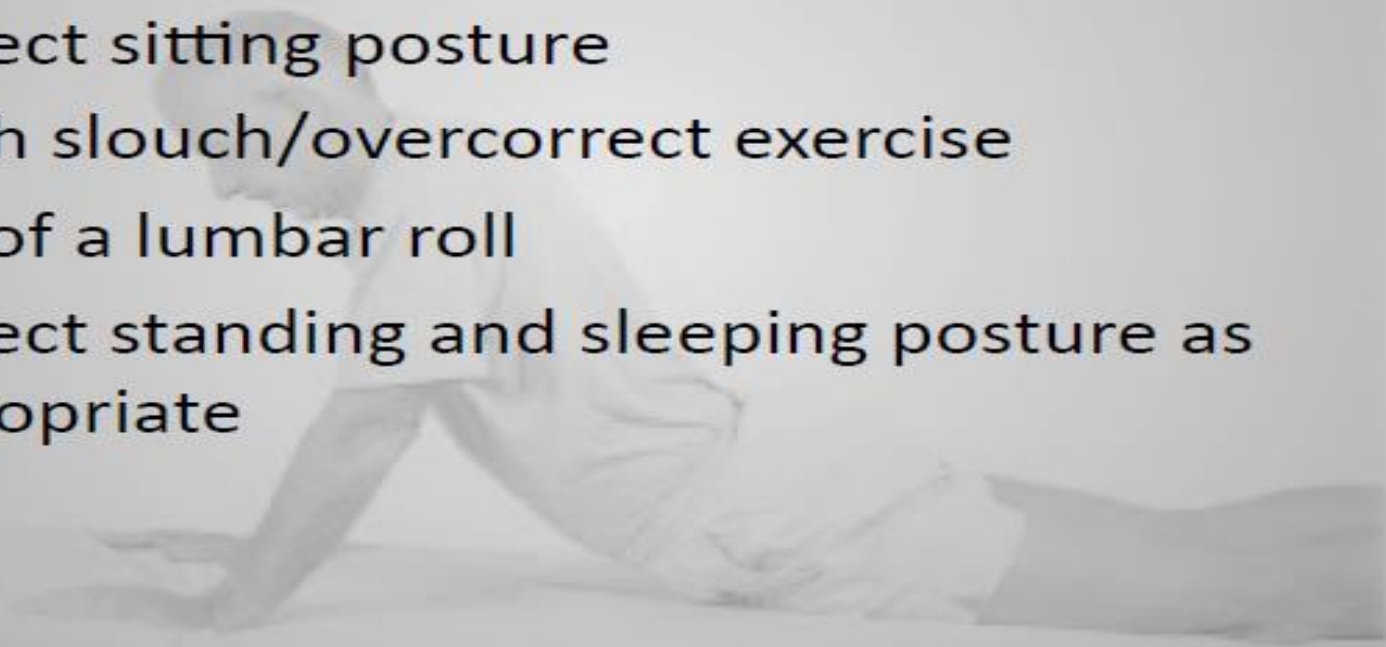 ect sitting posture
h slouch/overcorrect exercise
of a lumbar roll
ect standing and sleeping posture as
opriate